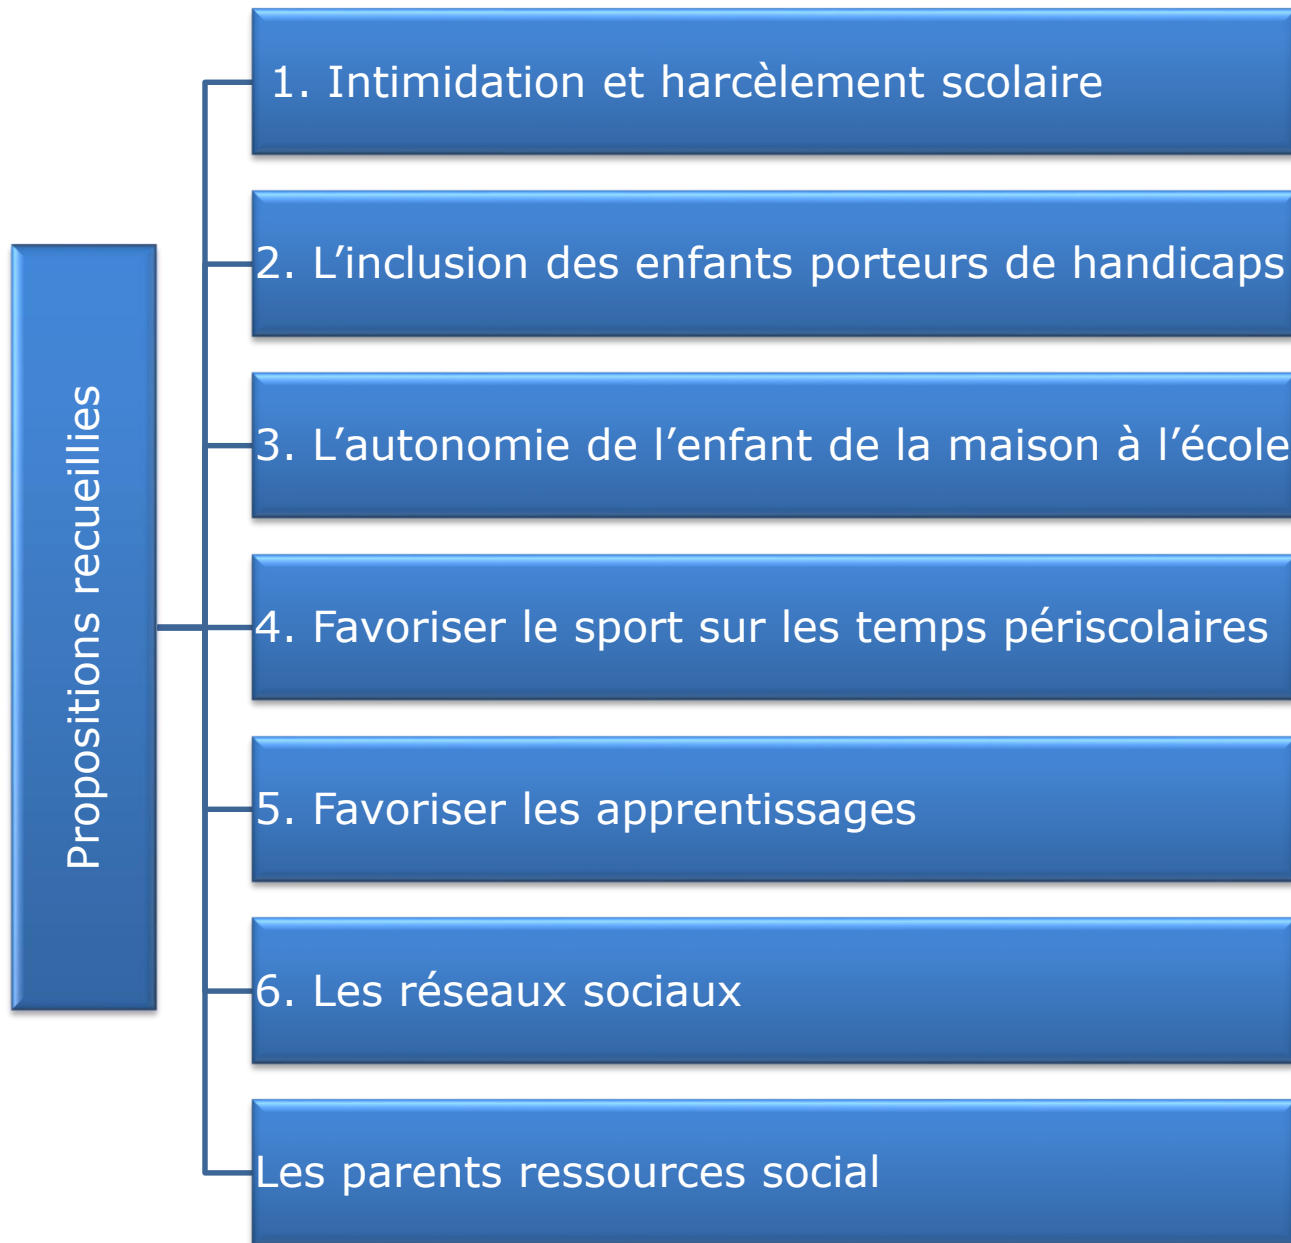 Propositions recueillies
1. Intimidation et harcèlement scolaire
2. L’inclusion des enfants porteurs de handicaps
3. L’autonomie de l’enfant de la maison à l’école
4. Favoriser le sport sur les temps périscolaires
5. Favoriser les apprentissages
6. Les réseaux sociaux
Les parents ressources social